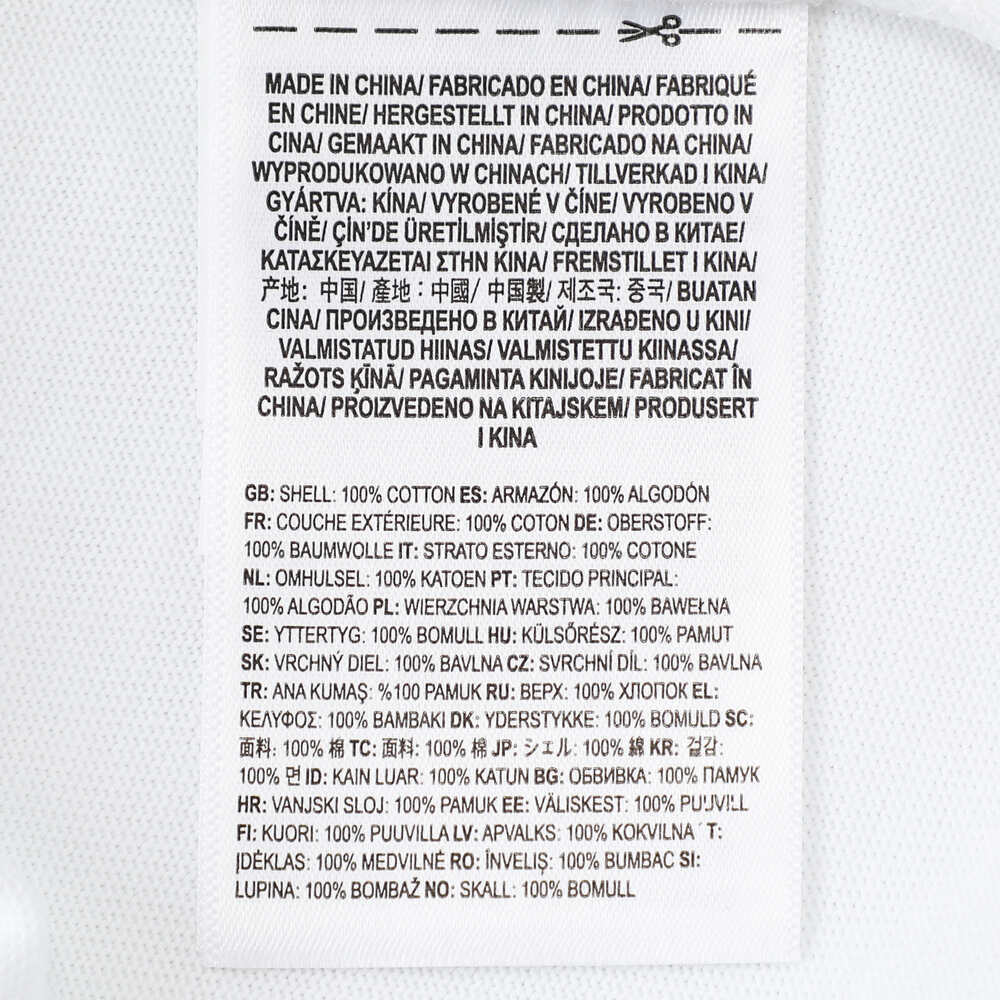 MADE IN CHINA/ FABRICADO EN CHINA/ FABRIQUÉ
EN CHINE/ HERGESTELLT IN CHINA/ PRODOTTO IN
CINA/ GEMAAKT IN CHINA/ FABRICADO NA CHINA/
WYPRODUKOWANO W CHINACH/ TILLVERKAD I KINA/
GYÁRTVA: KÍNA/ VYROBENÉ V ČÍNE/ VYROBENO V
ČÍNĚ/ ÇİN'DE ÜRETİLMİŞTİR/ СДЕЛАНО В КИТАЕ/
ΚΑΤΑΣΚΕΥΑΖΕΤΑΙ ΣΤΗΝ ΚΙΝΑ/ FREMSTILLET I KINA/
产地: 中国/ 產地：中國/ 中国製/ 제조국: 중국/ BUATAN
CINA/ ПРОИЗВЕДЕНО В КИТАЙ/ IZRAĐENO U KINI/
VALMISTATUD HIINAS/ VALMISTETTU KIINASSA/
RAŽOTS ĶĪNĀ/ PAGAMINTA KINIJOJE/ FABRICAT ÎN
CHINA/ PROIZVEDENO NA KITAJSKEM/ PRODUSERT
I KINA
GB: SHELL: 100% COTTON ES: ARMAZÓN: 100% ALGODÓN
FR: COUCHE EXTÉRIEURE: 100% COTON DE: OBERSTOFF:
100% BAUMWOLLE IT: STRATO ESTERNO: 100% COTONE
NL: OMHULSEL: 100% KATOEN PT: TECIDO PRINCIPAL:
100% ALGODÃO PL: WIERZCHNIA WARSTWA: 100% BAWEŁNA
SE: YTTERTYG: 100% BOMULL HU: KÜLSŐRÉSZ: 100% PAMUT
SK: VRCHNÝ DIEL: 100% BAVLNA CZ: SVRCHNÍ DÍL: 100% BAVLNA
TR: ANA KUMAŞ: %100 PAMUK RU: ВЕРХ: 100% ХЛОПОК EL:
ΚΕΛΥΦΟΣ: 100% ΒΑΜΒΑΚΙ DK: YDERSTYKKE: 100% BOMULD SC:
面料: 100% 棉 TC: 面料: 100% 棉 JP: シェル: 100% 綿 KR: 겉감:
100% 면 ID: KAIN LUAR: 100% KATUN BG: ОБВИВКА: 100% ПАМУК
HR: VANJSKI SLOJ: 100% PAMUK EE: VÄLISKEST: 100% PUUVILL
FI: KUORI: 100% PUUVILLA LV: APVALKS: 100% KOKVILNA T:
ĮDĖKLAS: 100% MEDVILNĖ RO: ÎNVELIȘ: 100% BUMBAC SI:
LUPINA: 100% BOMBAŽ NO: SKALL: 100% BOMULL